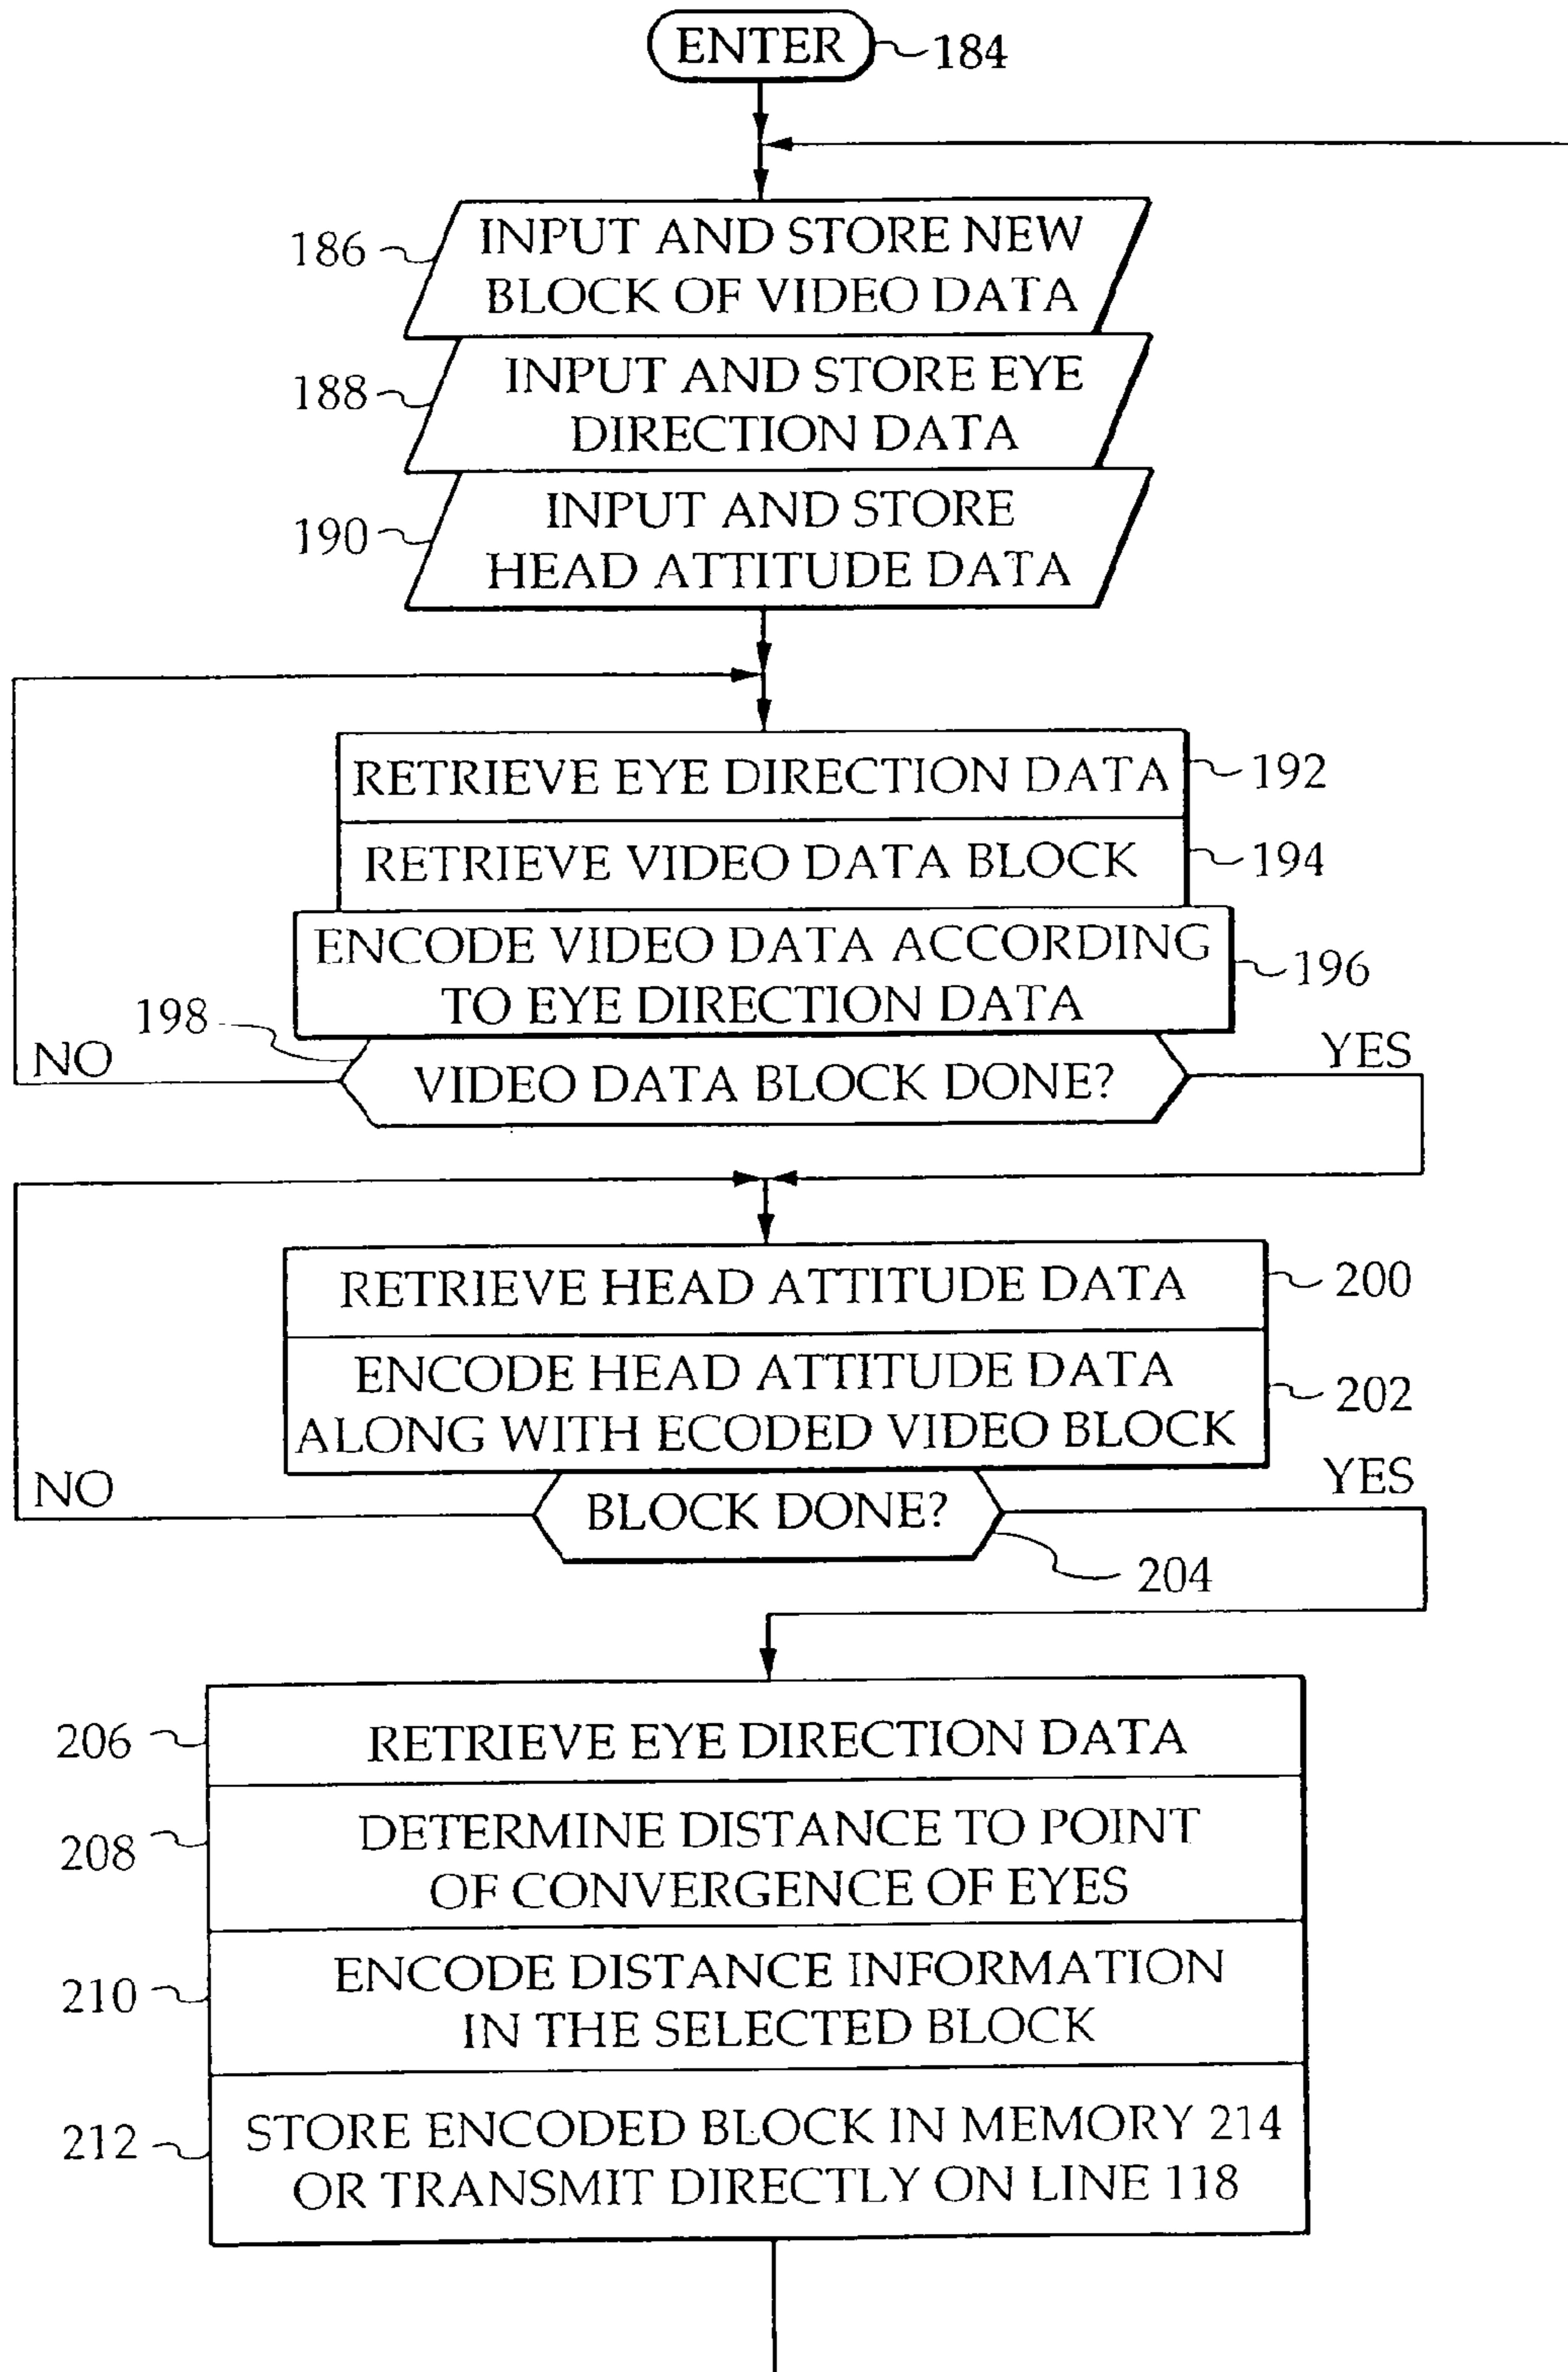 ENTER 184
186 INPUT AND STORE NEW
BLOCK OF VIDEO DATA
188 INPUT AND STORE EYE
DIRECTION DATA
190 INPUT AND STORE
HEAD ATTITUDE DATA
RETRIEVE EYE DIRECTION DATA 192
RETRIEVE VIDEO DATA BLOCK 194
ENCODE VIDEO DATA ACCORDING
TO EYE DIRECTION DATA 196
198
NO VIDEO DATA BLOCK DONE? YES
RETRIEVE HEAD ATTITUDE DATA 200
ENCODE HEAD ATTITUDE DATA
ALONG WITH ECODED VIDEO BLOCK 202
NO BLOCK DONE? YES
204
206 RETRIEVE EYE DIRECTION DATA
208 DETERMINE DISTANCE TO POINT
OF CONVERGENCE OF EYES
210 ENCODE DISTANCE INFORMATION
IN THE SELECTED BLOCK
212 STORE ENCODED BLOCK IN MEMORY 214
OR TRANSMIT DIRECTLY ON LINE 118